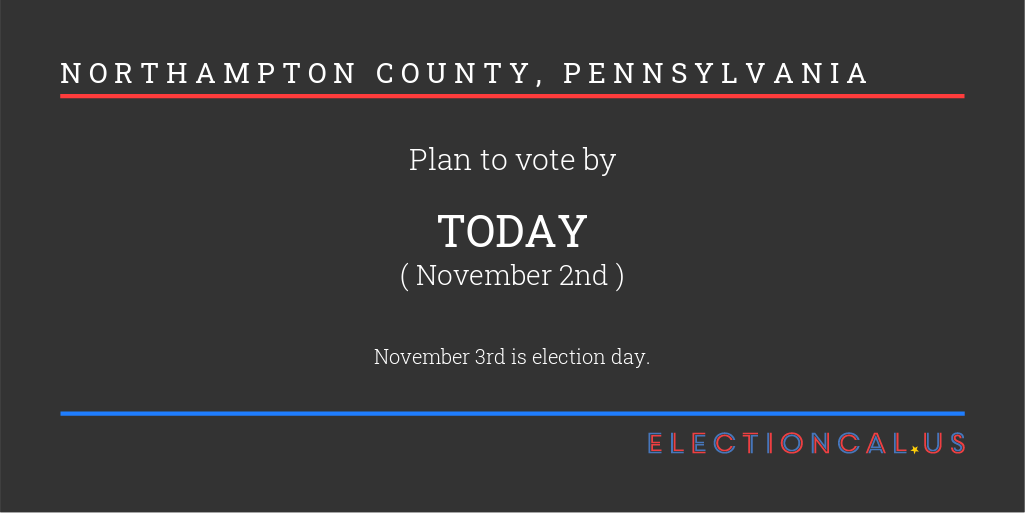 NORTHAMPTON COUNTY, PENNSYLVANIA
Plan to vote by
TODAY
( November 2nd )
November 3rd is election day.
ELECTIONCAL.US